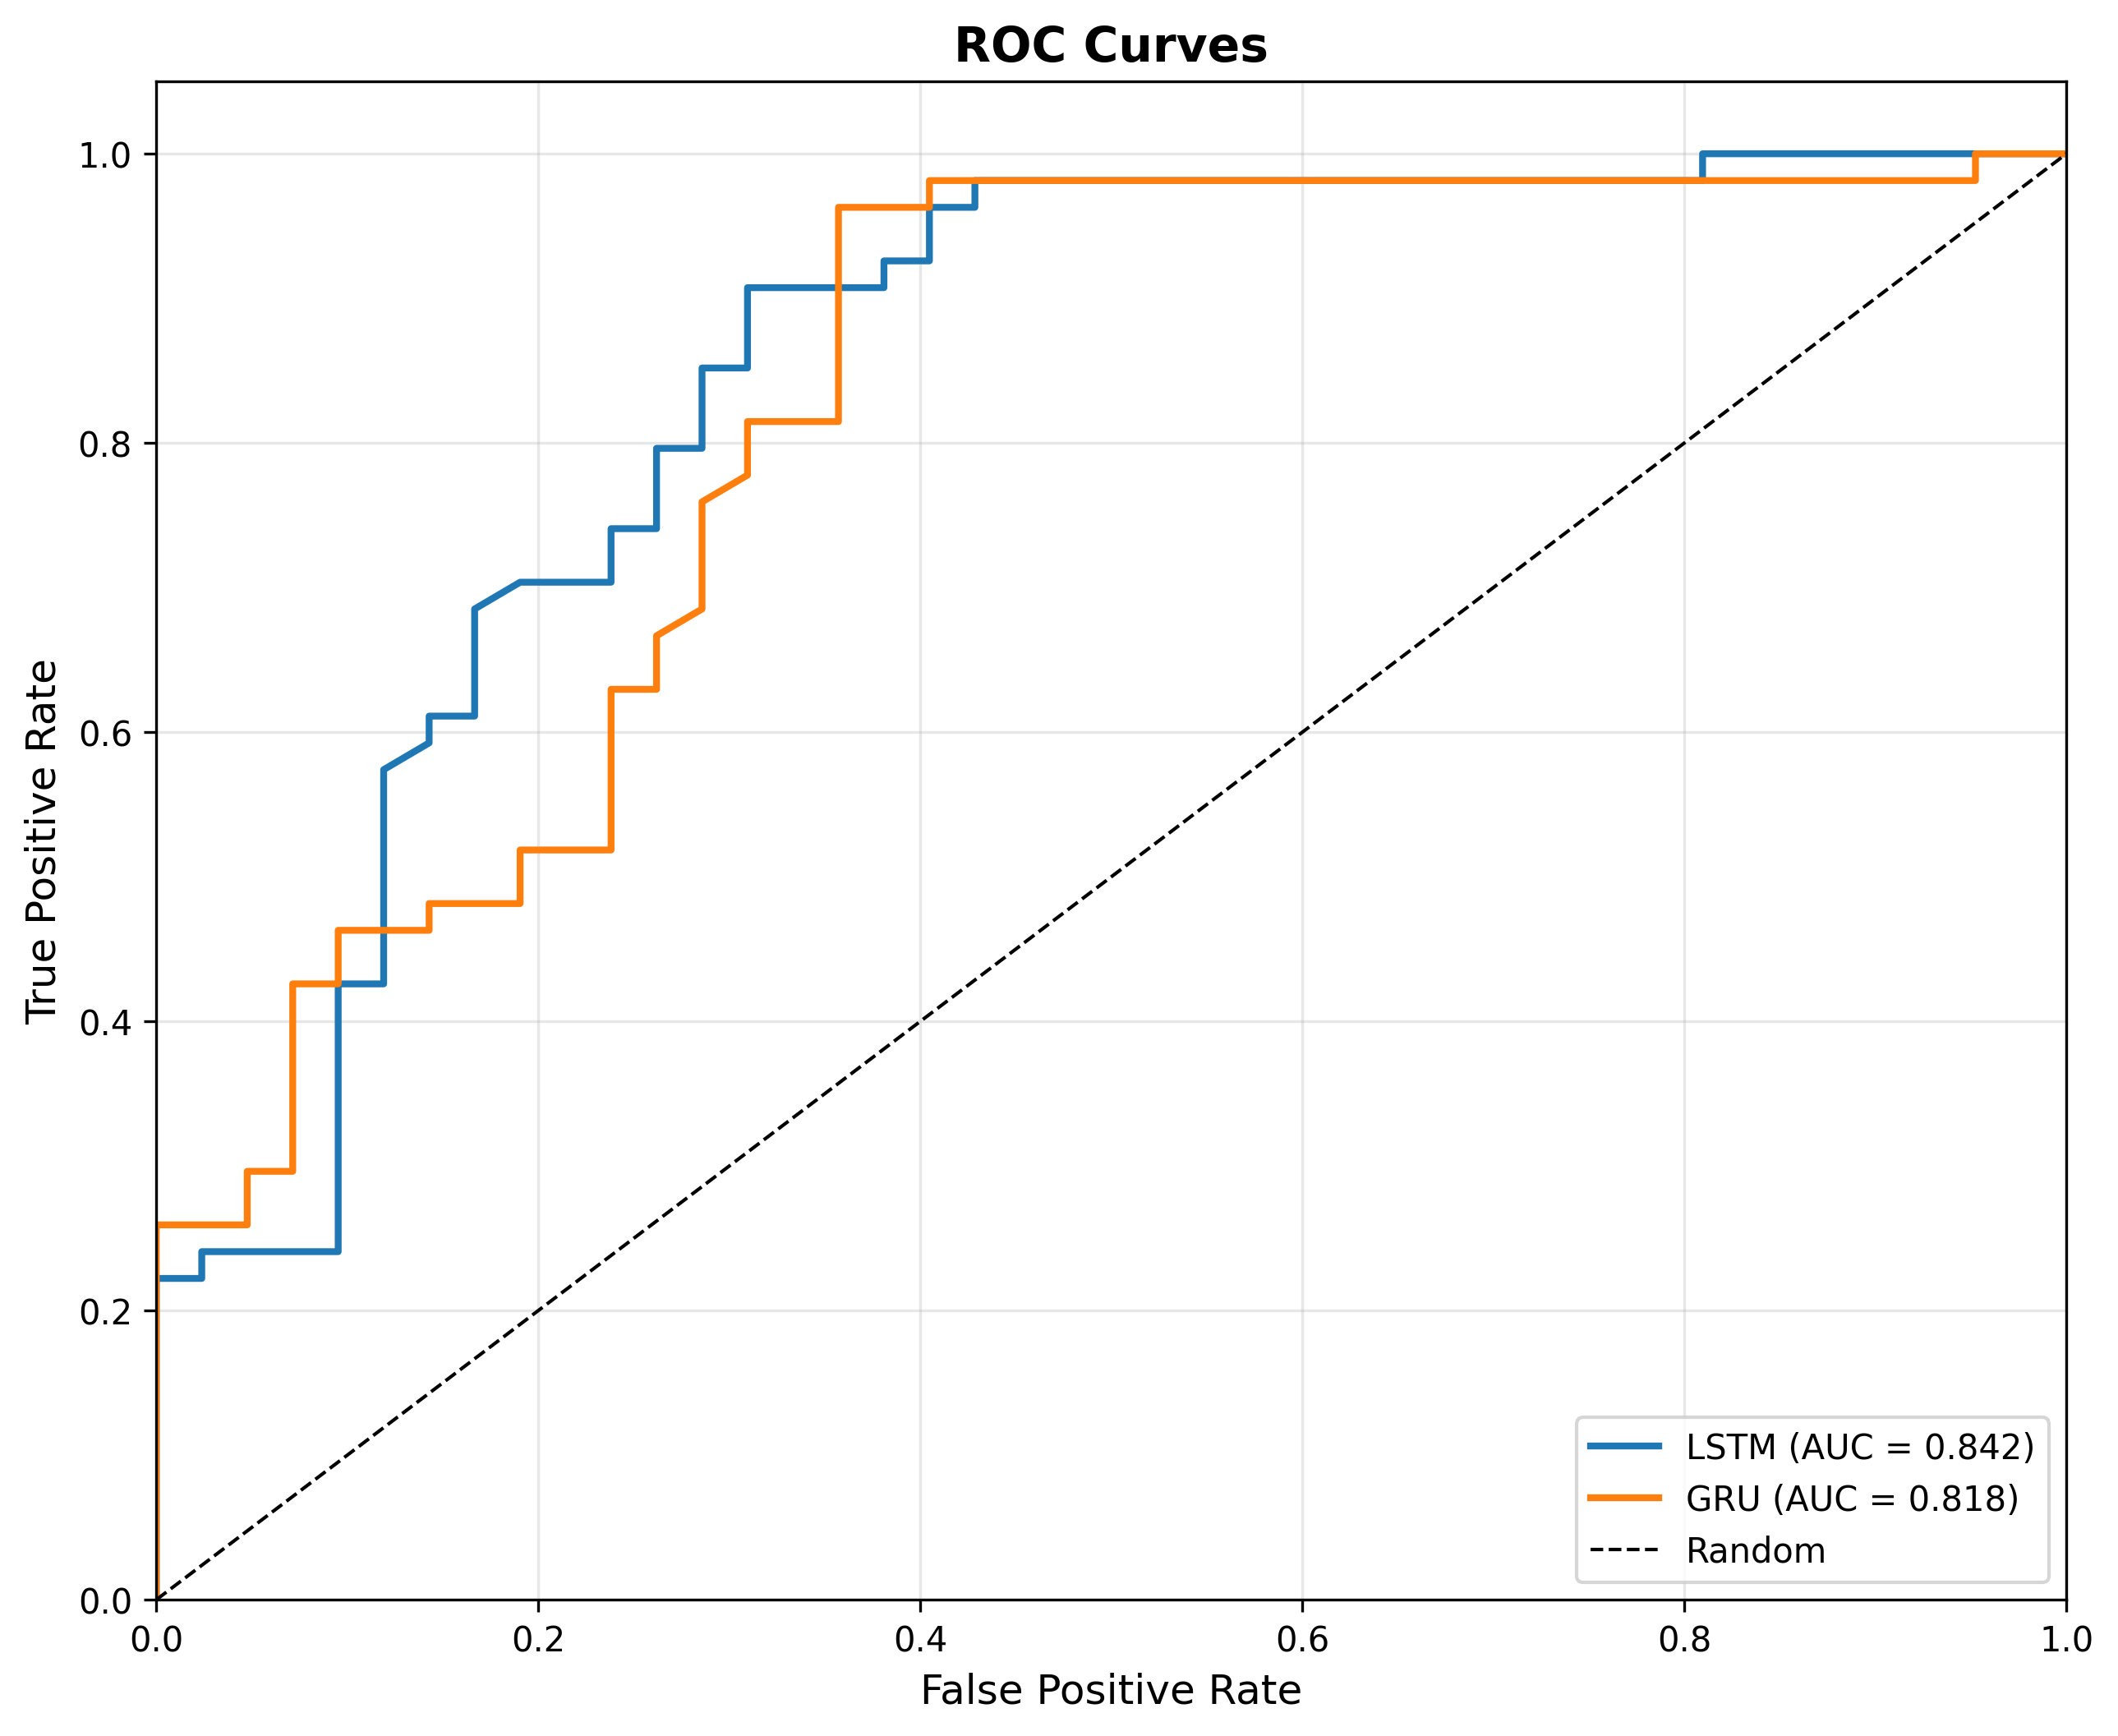 ROC Curves
True Positive Rate
1.0
0.8
0.6
0.4
0.2
0.0
0.0 0.2 0.4 0.6 0.8 1.0
False Positive Rate
LSTM (AUC = 0.842)
GRU (AUC = 0.818)
Random